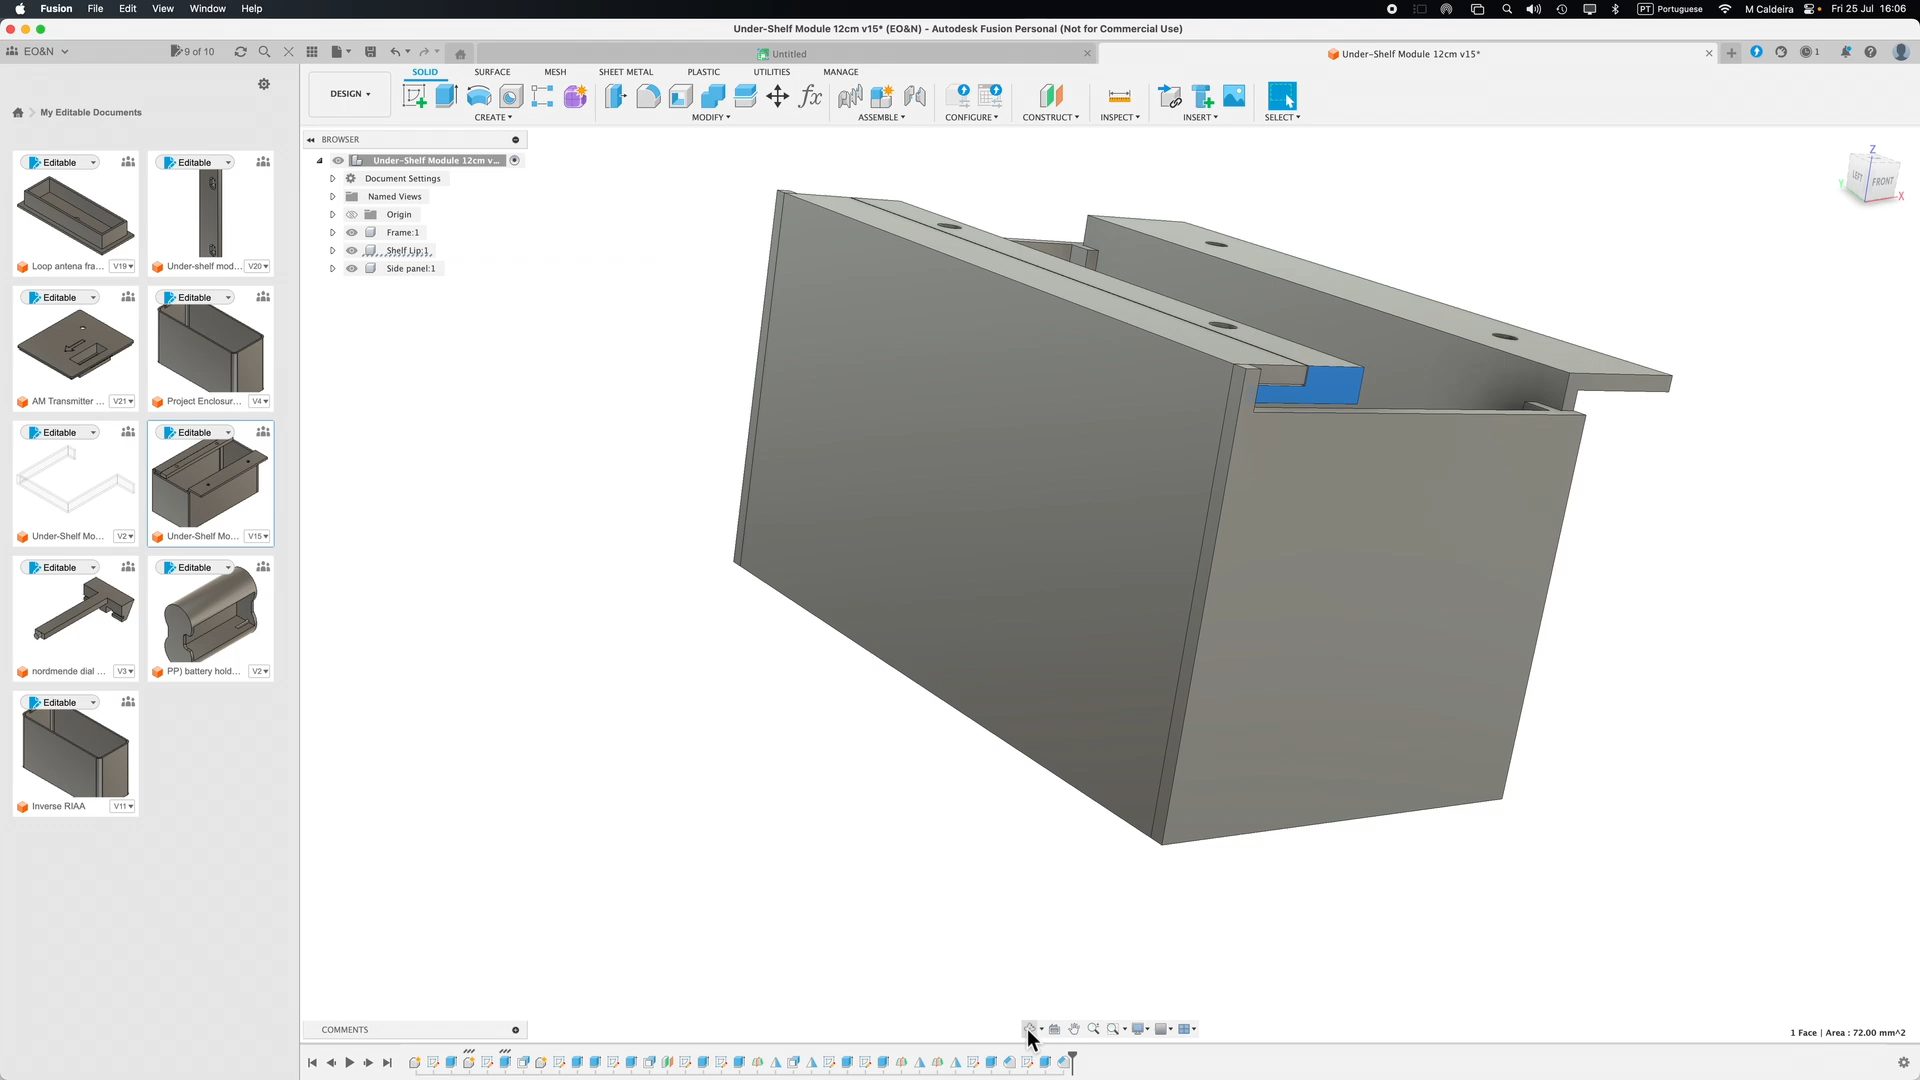 Fusion File Edit View Window Help
PT Portuguese M Caldeira Fri 25 Jul 16:06
Under-Shelf Module 12cm v15* (EO&N) - Autodesk Fusion Personal (Not for Commercial Use)
EO&N 9 of 10
Untitled
Under-Shelf Module 12cm v15*
1
SOLID SURFACE MESH SHEET METAL PLASTIC UTILITIES MANAGE
DESIGN
CREATE MODIFY ASSEMBLE CONFIGURE CONSTRUCT INSPECT INSERT SELECT
My Editable Documents
BROWSER
Under-Shelf Module 12cm v...
Document Settings
Named Views
Origin
Frame:1
Shelf Lip:1
Side panel:1
Z
LEFT FRONT
Y
X
Editable Editable
Loop antena fra... V19 Under-shelf mod... V20
Editable Editable
AM Transmitter ... V21 Project Enclosur... V4
Editable Editable
Under-Shelf Mo... V2 Under-Shelf Mo... V15
Editable Editable
nordmende dial ... V3 PP) battery hold... V2
Editable
Inverse RIAA V11
COMMENTS
1 Face | Area : 72.00 mm^2